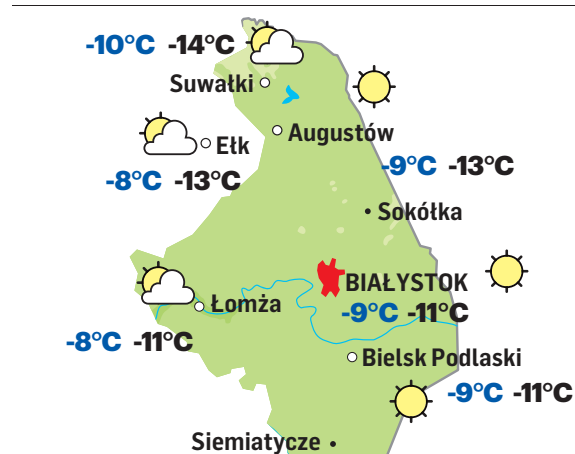 -10°C -14°C
Suwałki
Augustów
Ełk
-8°C -13°C
-9°C -13°C
Sokółka
BIAŁYSTOK
-9°C -11°C
Łomża
-8°C -11°C
Bielsk Podlaski
-9°C -11°C
Siemiatycze